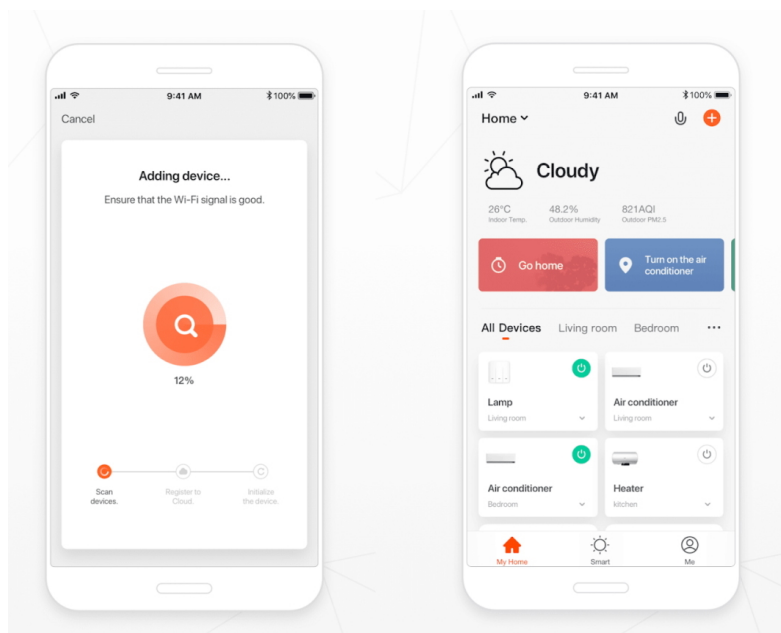 9:41 AM
100%
Cancel
Adding device...
Ensure that the Wi-Fi signal is good.
12%
Scan
devices.
Register to
Cloud.
Initialize
the device.
9:41 AM
100%
Home
Cloudy
26°C
48.2%
821AQI
Indoor Temp.
Outdoor Humidity
Outdoor PM2.5
Go home
Turn on the air
conditioner
All Devices
Living room
Bedroom
Lamp
Living room
Air conditioner
Living room
Air conditioner
Bedroom
Heater
kitchen
My Home
Smart
Me